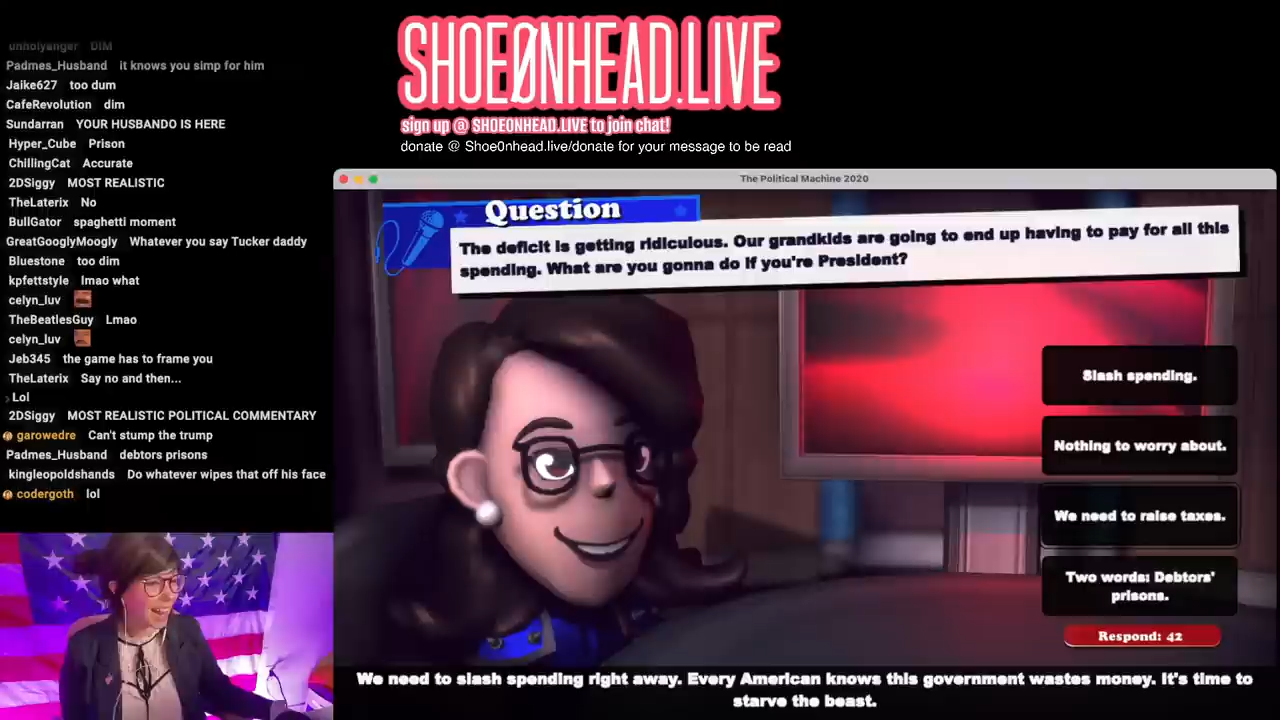 unholyanger DIM
Padmes_Husband it knows you simp for him
Jaike627 too dum
CafeRevolution dim
Sundarran YOUR HUSBANDO IS HERE
Hyper_Cube Prison
ChillingCat Accurate
2DSiggy MOST REALISTIC
TheLaterix No
BullGator spaghetti moment
GreatGooglyMoogly Whatever you say Tucker daddy
Bluestone too dim
kpfettstyle lmao what
celyn_luv
TheBeatlesGuy Lmao
celyn_luv
Jeb345 the game has to frame you
TheLaterix Say no and then...
Lol
2DSiggy MOST REALISTIC POLITICAL COMMENTARY
garowedre Can't stump the trump
Padmes_Husband debtors prisons
kingleopoldshands Do whatever wipes that off his face
codergoth lol
SHOE0NHEAD.LIVE
sign up @ SHOE0NHEAD.LIVE to join chat!
donate @ Shoe0nhead.live/donate for your message to be read
The Political Machine 2020
Question
The deficit is getting ridiculous. Our grandkids are going to end up having to pay for all this
spending. What are you gonna do if you're President?
Slash spending.
Nothing to worry about.
We need to raise taxes.
Two words: Debtors'
prisons.
Respond: 42
We need to slash spending right away. Every American knows this government wastes money. It's time to
starve the beast.